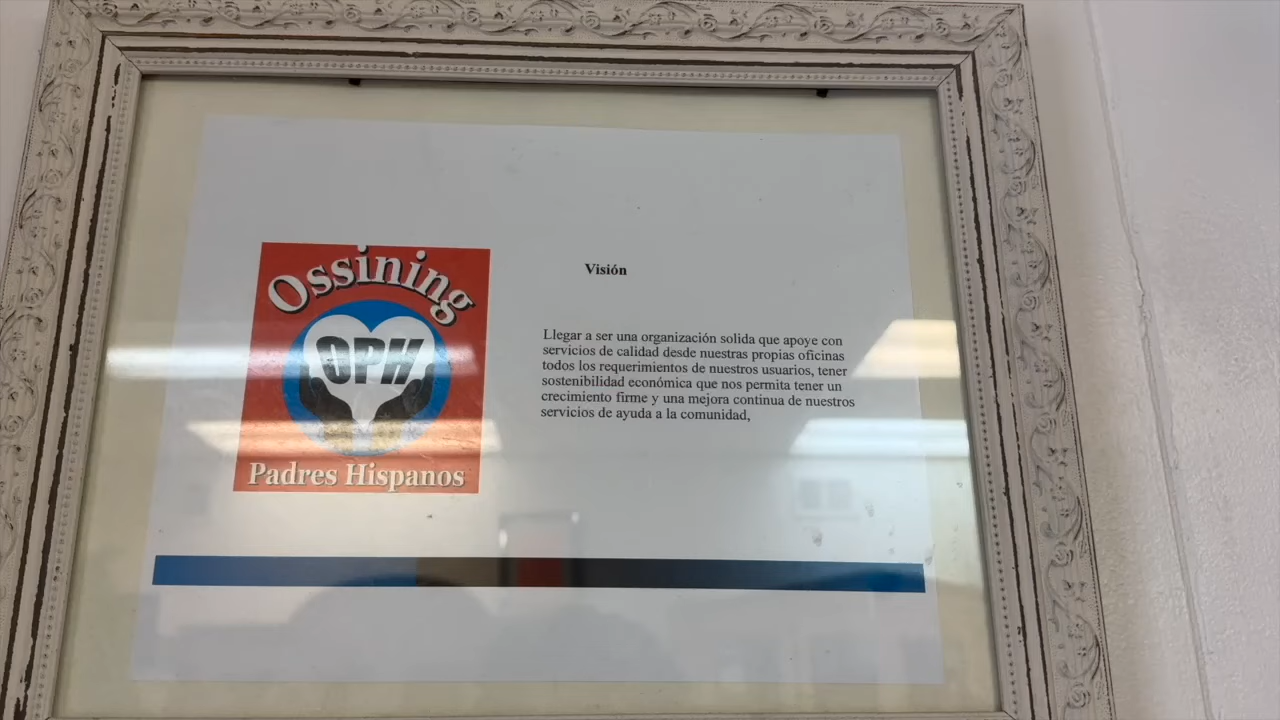 Ossining
OPH
Padres Hispanos
Visión
Llegar a ser una organización solida que apoye con
servicios de calidad desde nuestras propias oficinas
todos los requerimientos de nuestros usuarios, tener
sostenibilidad económica que nos permita tener un
crecimiento firme y una mejora continua de nuestros
servicios de ayuda a la comunidad,